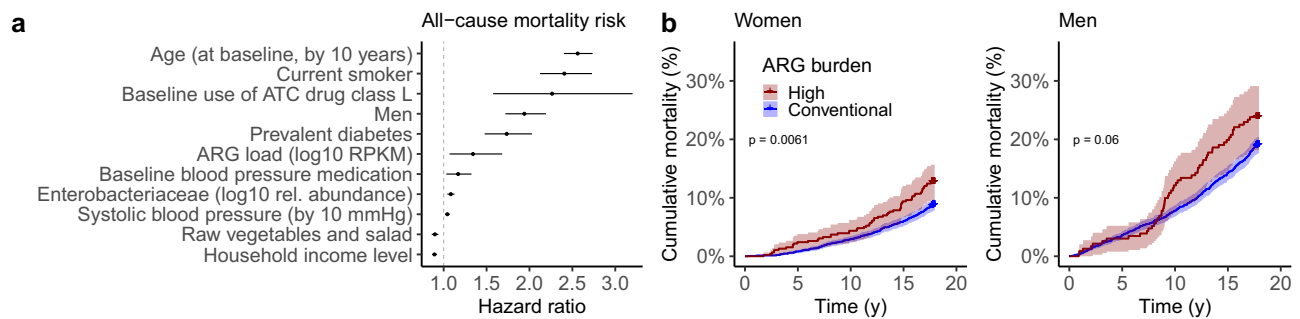 a
All−cause mortality risk
Age (at baseline, by 10 years)
Current smoker
Baseline use of ATC drug class L
Men
Prevalent diabetes
ARG load (log10 RPKM)
Baseline blood pressure medication
Enterobacteriaceae (log10 rel. abundance)
Systolic blood pressure (by 10 mmHg)
Raw vegetables and salad
Household income level
1.0 1.5 2.0 2.5 3.0
Hazard ratio
b
Women
Cumulative mortality (%)
30%
20%
10%
0%
ARG burden
High
Conventional
p = 0.0061
0 5 10 15 20
Time (y)
Men
Cumulative mortality (%)
30%
20%
10%
0%
p = 0.06
0 5 10 15 20
Time (y)